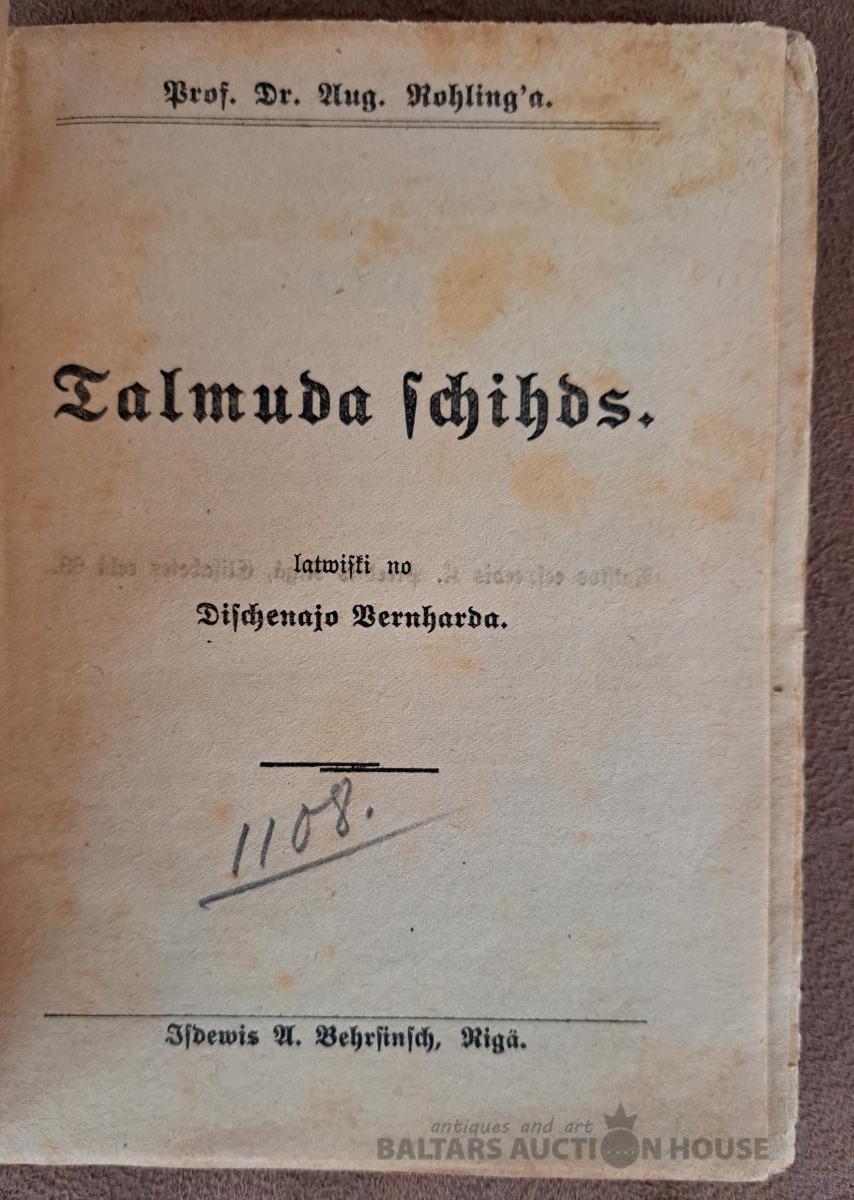 Prof. Dr. Aug. Rohling'a.
Talmuda ſchihds.
latwiſki no
Diſchenajo Bernharda.
1108.
Iſdewis A. Behrſinſch, Rigâ.
antiques and art
BALTARS AUCTION HOUSE